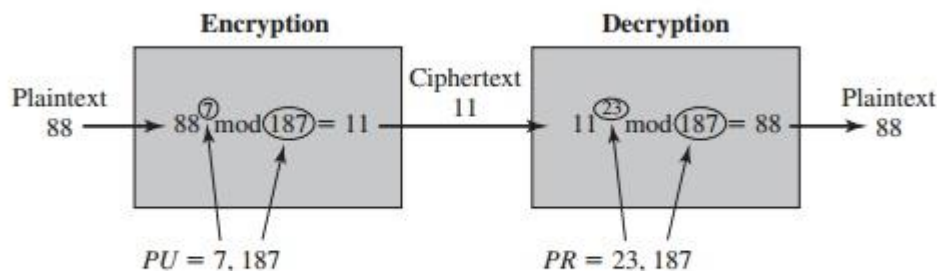 Encryption
Decryption
Plaintext
88
88^7 mod 187 = 11
Ciphertext
11
11^23 mod 187 = 88
Plaintext
88
PU = 7, 187
PR = 23, 187